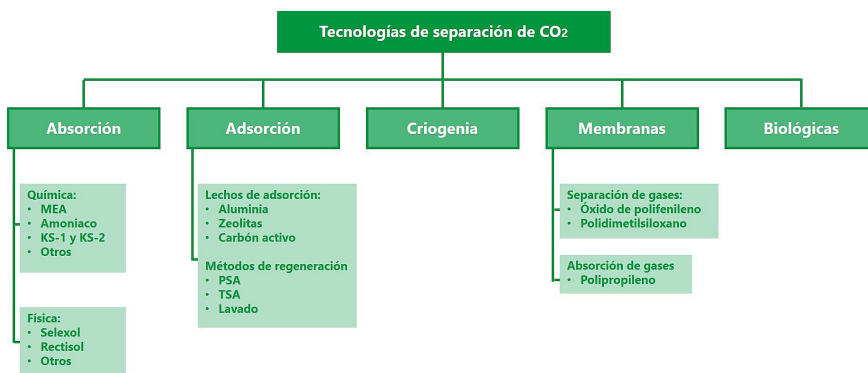 Tecnologías de separación de CO2
Absorción
Adsorción
Criogenia
Membranas
Biológicas
Química:
• MEA
• Amoniaco
• KS-1 y KS-2
• Otros
Física:
• Selexol
• Rectisol
• Otros
Lechos de adsorción:
• Aluminia
• Zeolitas
• Carbón activo
Métodos de regeneración
• PSA
• TSA
• Lavado
Separación de gases:
• Óxido de polifenileno
• Polidimetilsiloxano
Absorción de gases
• Polipropileno